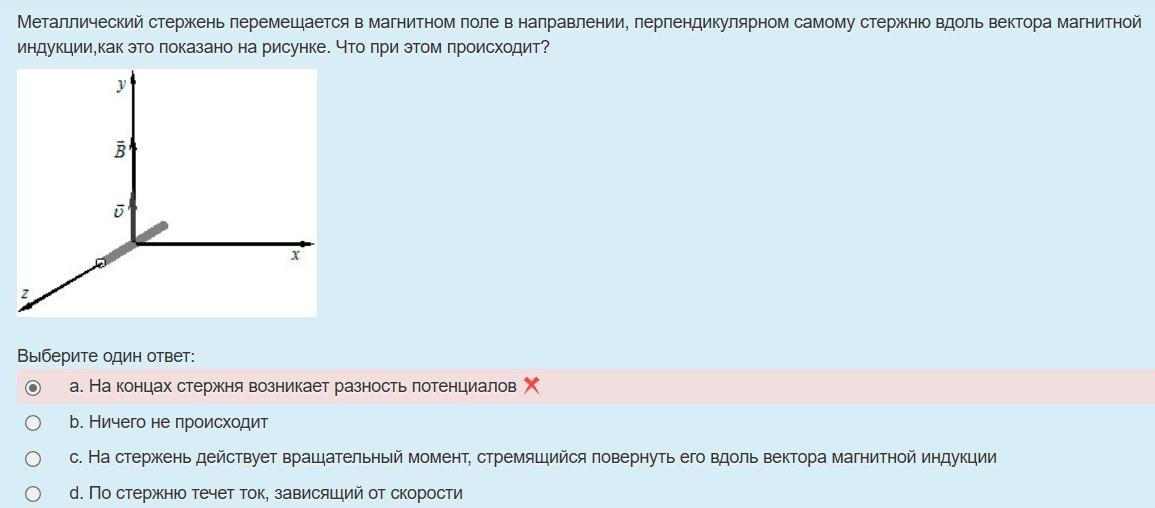 Металлический стержень перемещается в магнитном поле в направлении, перпендикулярном самому стержню вдоль вектора магнитной
индукции,как это показано на рисунке. Что при этом происходит?
y
B
υ
x
z
Выберите один ответ:
a. На концах стержня возникает разность потенциалов
b. Ничего не происходит
c. На стержень действует вращательный момент, стремящийся повернуть его вдоль вектора магнитной индукции
d. По стержню течет ток, зависящий от скорости